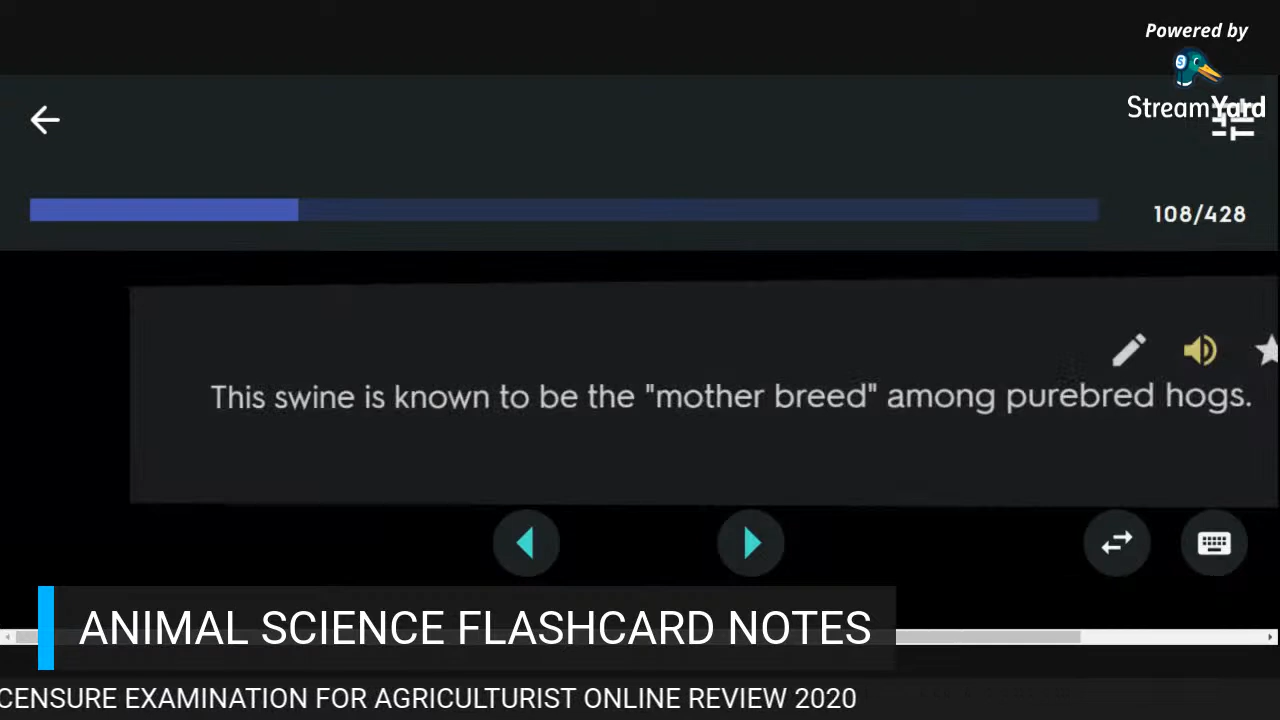 Powered by
StreamYard
108/428
This swine is known to be the "mother breed" among purebred hogs.
ANIMAL SCIENCE FLASHCARD NOTES
CENSURE EXAMINATION FOR AGRICULTURIST ONLINE REVIEW 2020